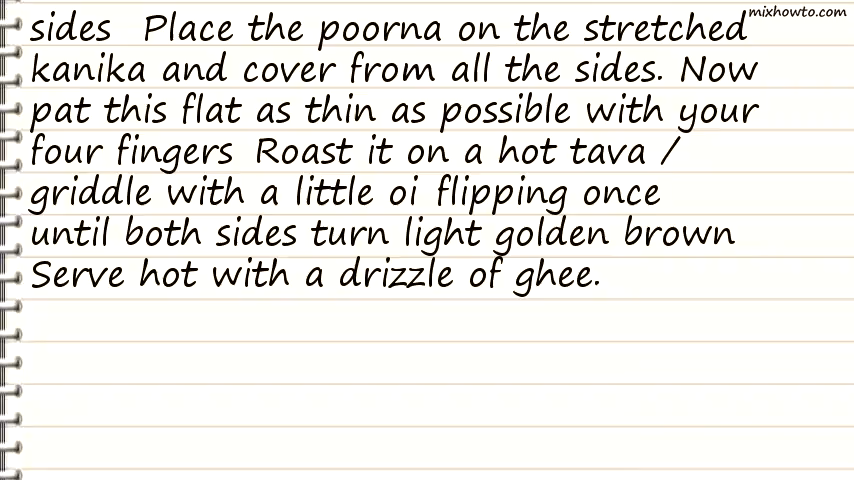 mixhowto.com
sides Place the poorna on the stretched
kanika and cover from all the sides. Now
pat this flat as thin as possible with your
four fingers Roast it on a hot tava /
griddle with a little oi flipping once
until both sides turn light golden brown
Serve hot with a drizzle of ghee.